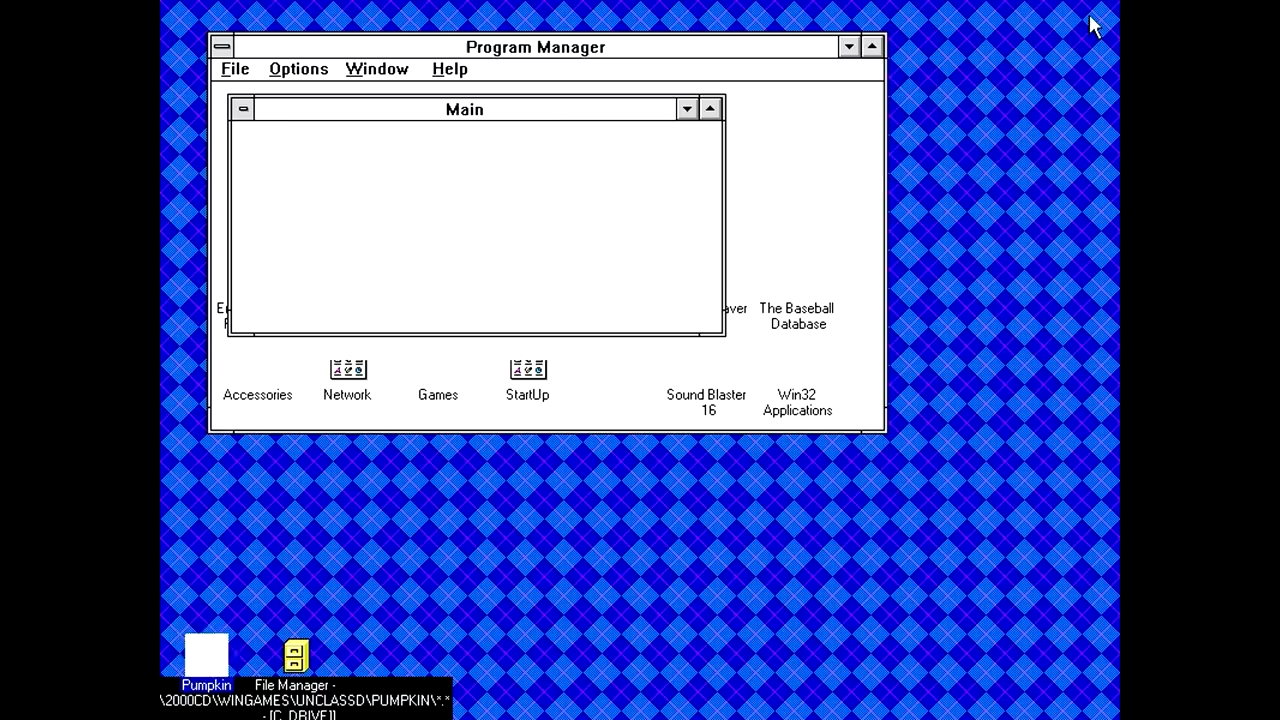 Program Manager
File Options Window Help
Main
The Baseball
Database
Accessories Network Games StartUp Sound Blaster
16 Win32
Applications
Pumpkin File Manager -
\2000CD\WINGAMES\UNCLASSD\PUMPKIN\*.*
- [C. DRIVE]]